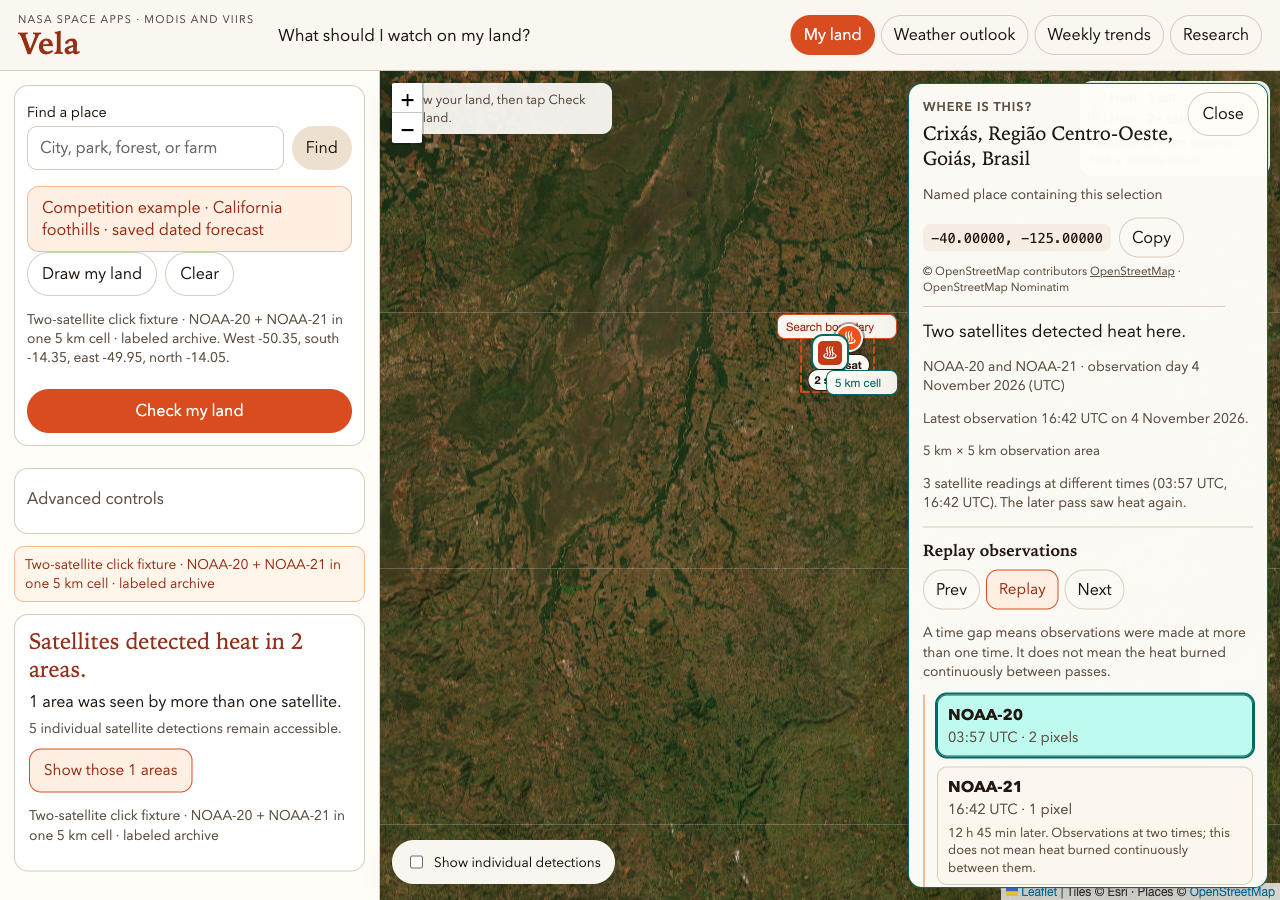 NASA SPACE APPS · MODIS AND VIIRS
Vela
What should I watch on my land?
My land
Weather outlook
Weekly trends
Research
Find a place
City, park, forest, or farm
Find
Competition example · California
foothills · saved dated forecast
Draw my land
Clear
Two-satellite click fixture · NOAA-20 + NOAA-21 in
one 5 km cell · labeled archive. West -50.35, south
-14.35, east -49.95, north -14.05.
Check my land
Advanced controls
Two-satellite click fixture · NOAA-20 + NOAA-21 in
one 5 km cell · labeled archive
Satellites detected heat in 2
areas.
1 area was seen by more than one satellite.
5 individual satellite detections remain accessible.
Show those 1 areas
Two-satellite click fixture · NOAA-20 + NOAA-21 in
one 5 km cell · labeled archive
+
−
your land, then tap Check
land.
Search
sat
2
5 km cell
Show individual detections
WHERE IS THIS?
Close
Crixás, Região Centro-Oeste,
Goiás, Brasil
Named place containing this selection
−40.00000, −125.00000
Copy
© OpenStreetMap contributors OpenStreetMap ·
OpenStreetMap Nominatim
Two satellites detected heat here.
NOAA-20 and NOAA-21 · observation day 4
November 2026 (UTC)
Latest observation 16:42 UTC on 4 November 2026.
5 km × 5 km observation area
3 satellite readings at different times (03:57 UTC,
16:42 UTC). The later pass saw heat again.
Replay observations
Prev
Replay
Next
A time gap means observations were made at more
than one time. It does not mean the heat burned
continuously between passes.
NOAA-20
03:57 UTC · 2 pixels
NOAA-21
16:42 UTC · 1 pixel
12 h 45 min later. Observations at two times; this
does not mean heat burned continuously
between them.
Leaflet | Tiles © Esri · Places © OpenStreetMap